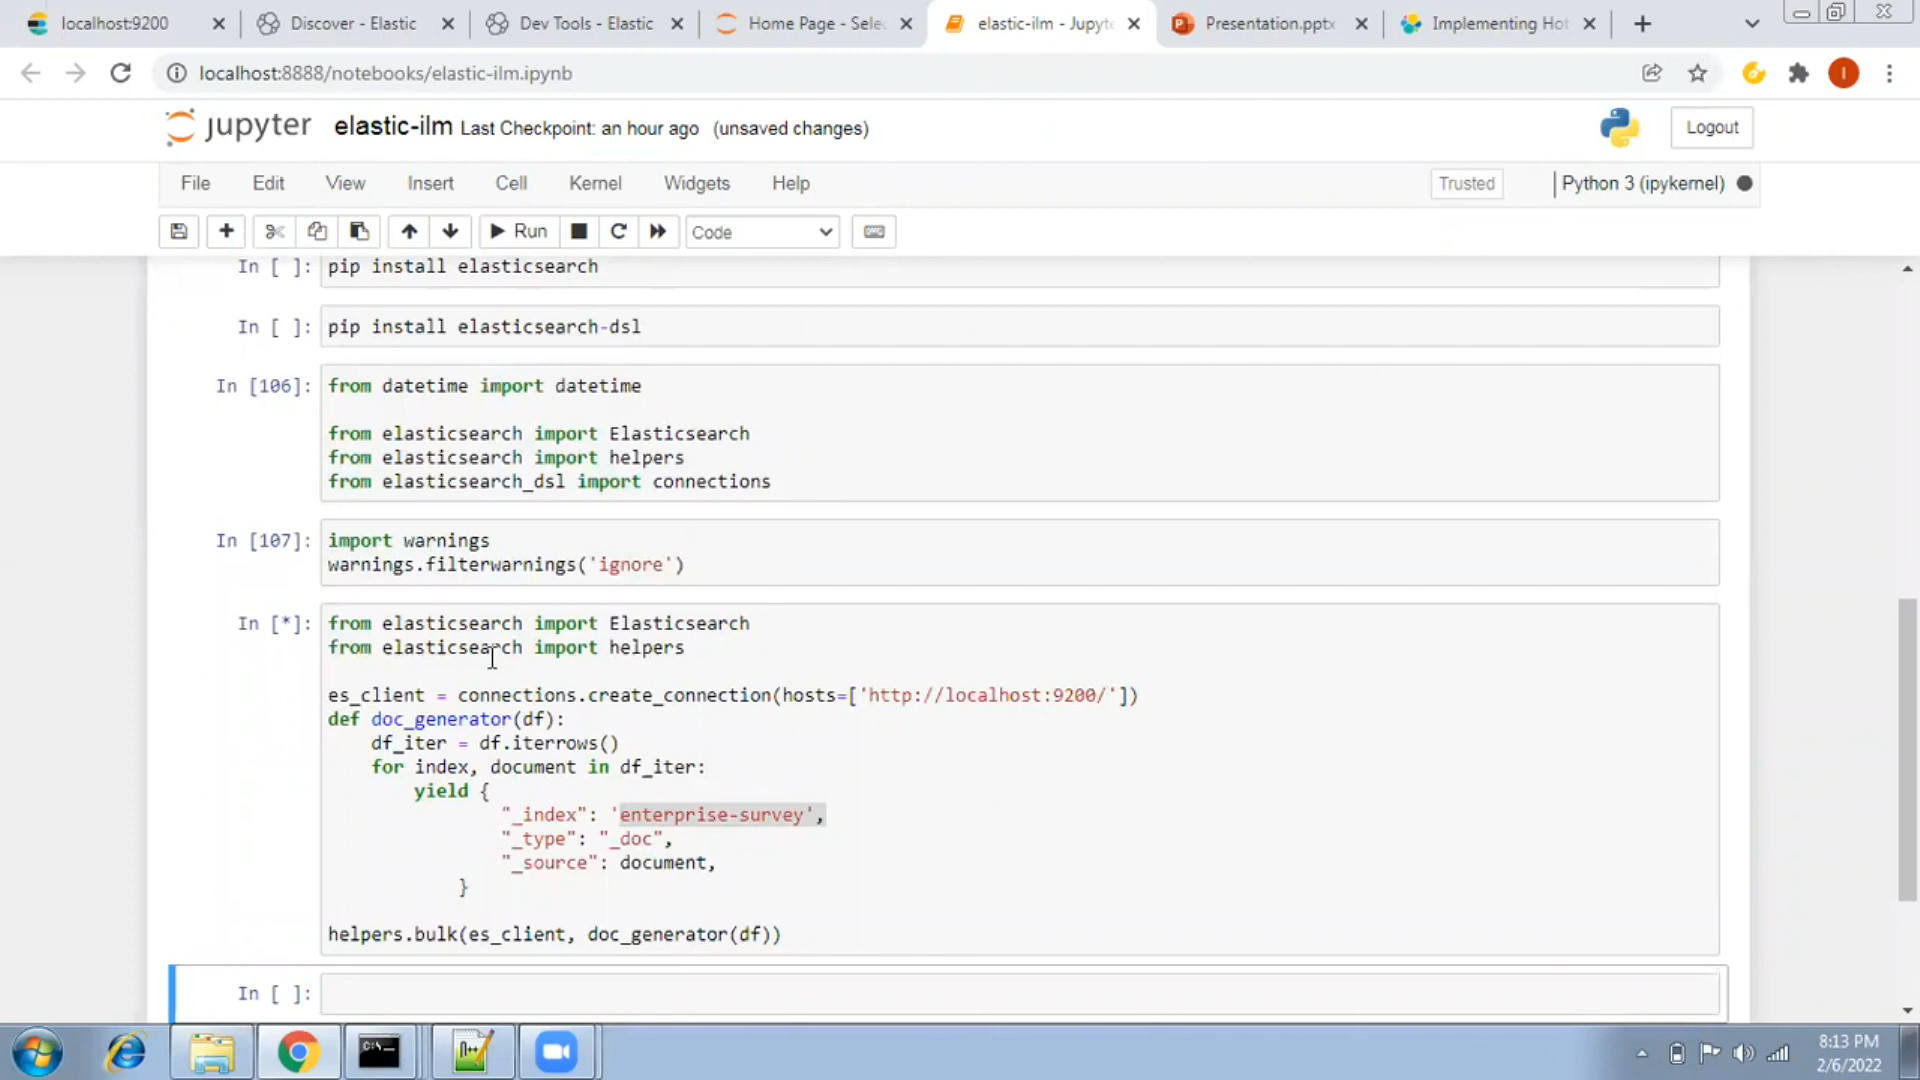 localhost:9200
Discover - Elastic
Dev Tools - Elastic
Home Page - Selec
elastic-ilm - Jupyte
Presentation.pptx
Implementing Hot
localhost:8888/notebooks/elastic-ilm.ipynb
I
jupyter elastic-ilm Last Checkpoint: an hour ago (unsaved changes)
Logout
File Edit View Insert Cell Kernel Widgets Help
Trusted
Python 3 (ipykernel)
Run
Code
In [ ]: pip install elasticsearch
In [ ]: pip install elasticsearch-dsl
In [106]: from datetime import datetime
from elasticsearch import Elasticsearch
from elasticsearch import helpers
from elasticsearch_dsl import connections
In [107]: import warnings
warnings.filterwarnings('ignore')
In [*]: from elasticsearch import Elasticsearch
from elasticsearch import helpers
es_client = connections.create_connection(hosts=['http://localhost:9200/'])
def doc_generator(df):
df_iter = df.iterrows()
for index, document in df_iter:
yield {
"_index": 'enterprise-survey',
"_type": "_doc",
"_source": document,
}
helpers.bulk(es_client, doc_generator(df))
In [ ]:
8:13 PM
2/6/2022